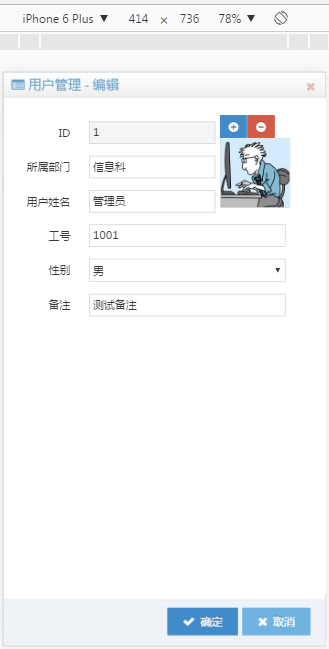 iPhone 6 Plus ▼ 414 × 736 78% ▼
用户管理 - 编辑
ID 1
所属部门 信息科
用户姓名 管理员
工号 1001
性别 男
备注 测试备注
确定 取消